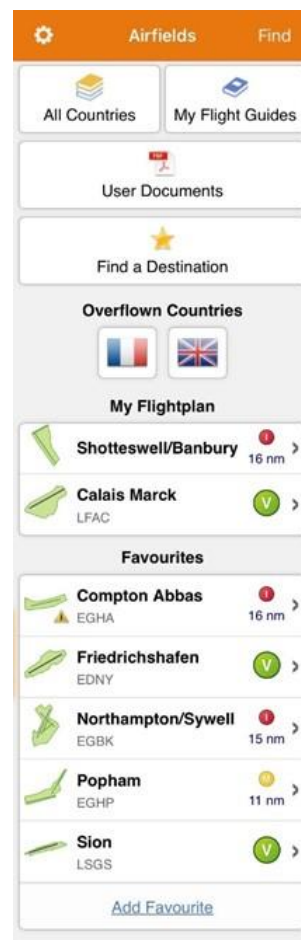 Airfields
Find
All Countries
My Flight Guides
PDF
User Documents
Find a Destination
Overflown Countries
My Flightplan
Shotteswell/Banbury
I
16 nm
Calais Marck
LFAC
V
Favourites
Compton Abbas
EGHA
I
16 nm
Friedrichshafen
EDNY
V
Northampton/Sywell
EGBK
I
15 nm
Popham
EGHP
M
11 nm
Sion
LSGS
V
Add Favourite